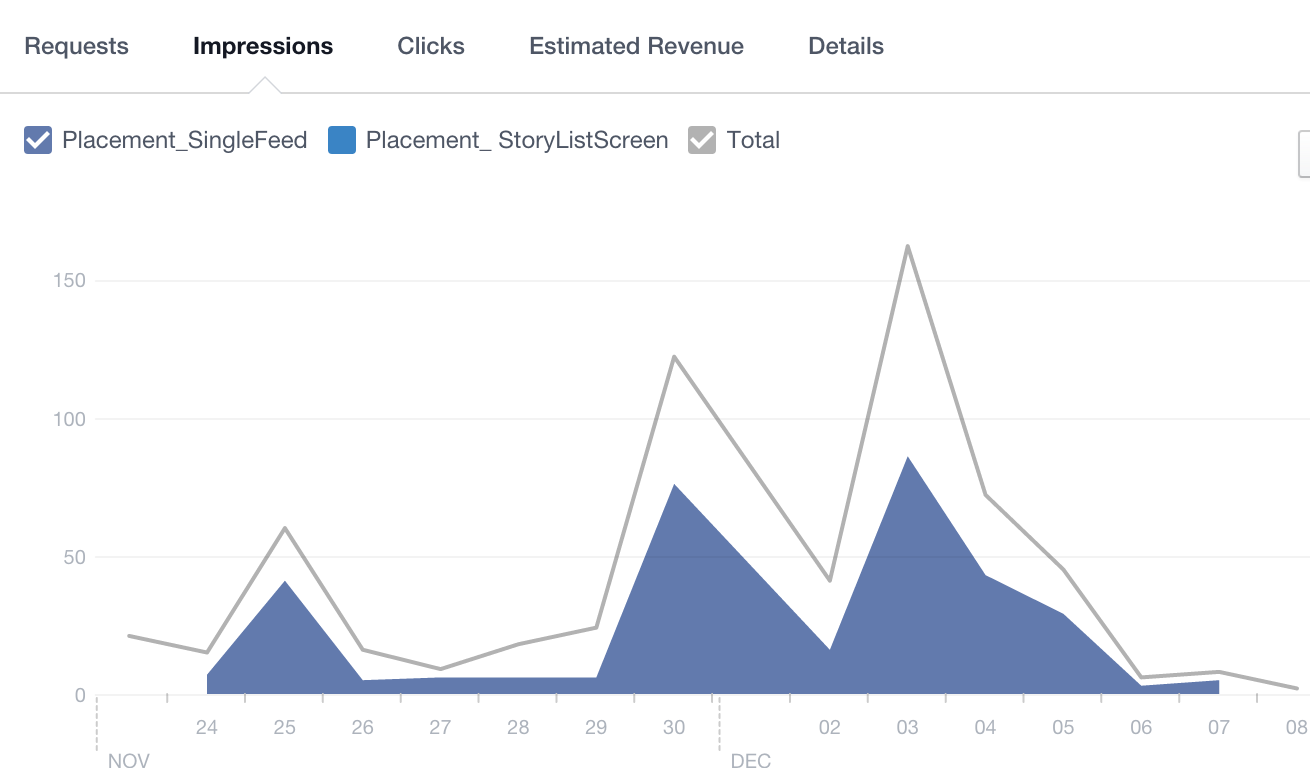 Requests Impressions Clicks Estimated Revenue Details
Placement_SingleFeed Placement_ StoryListScreen Total
150
100
50
0
24 25 26 27 28 29 30 02 03 04 05 06 07 08
NOV DEC